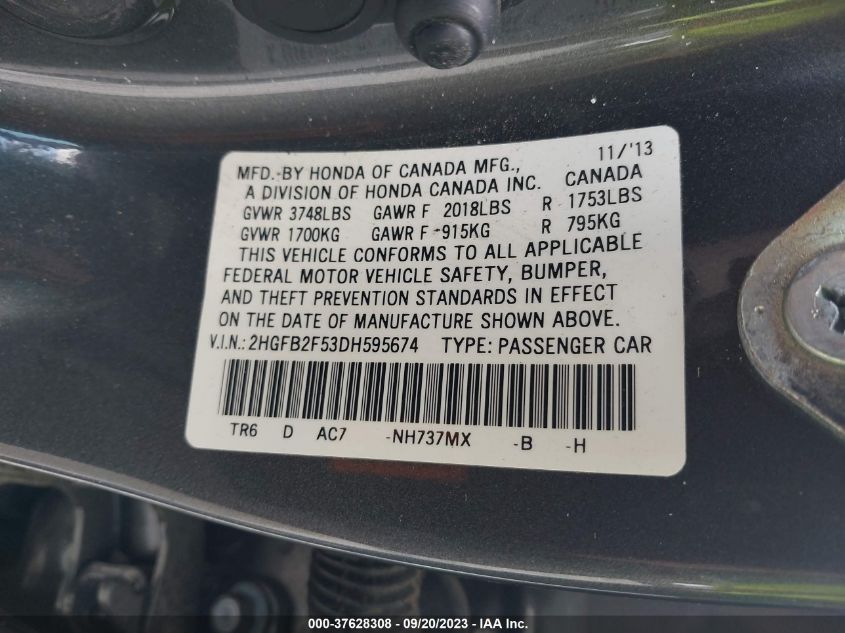 MFD. BY HONDA OF CANADA MFG., 11/'13
A DIVISION OF HONDA CANADA INC. CANADA
GVWR 3748LBS GAWR F 2018LBS R 1753LBS
GVWR 1700KG GAWR F 915KG R 795KG
THIS VEHICLE CONFORMS TO ALL APPLICABLE
FEDERAL MOTOR VEHICLE SAFETY, BUMPER,
AND THEFT PREVENTION STANDARDS IN EFFECT
ON THE DATE OF MANUFACTURE SHOWN ABOVE.
V.I.N.: 2HGFB2F53DH595674 TYPE: PASSENGER CAR
TR6 D AC7 -NH737MX -B -H
000-37628308 - 09/20/2023 - IAA Inc.